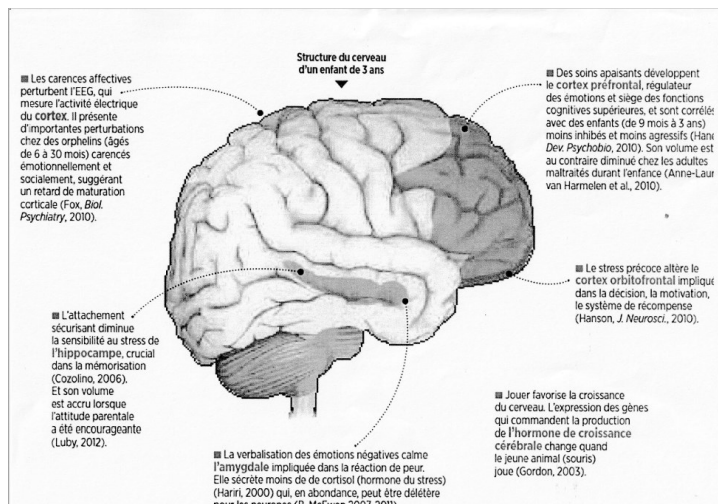 Structure du cerveau
d'un enfant de 3 ans
Les carences affectives
perturbent l'EEG, qui
mesure l'activité électrique
du cortex. Il présente
d'importantes perturbations
chez des orphelins (âgés
de 6 à 30 mois) carencés
émotionnellement et
socialement, suggérant
un retard de maturation
corticale (Fox, Biol.
Psychiatry, 2010).
Des soins apaisants développent
le cortex préfrontal, régulateur
des émotions et siège des fonctions
cognitives supérieures, et sont corrélés
avec des enfants (de 9 mois à 3 ans)
moins inhibés et moins agressifs (Hane
Dev. Psychobio, 2010). Son volume est
au contraire diminué chez les adultes
maltraités durant l'enfance (Anne-Laur
van Harmelen et al., 2010).
Le stress précoce altère le
cortex orbitofrontal impliqué
dans la décision, la motivation,
le système de récompense
(Hanson, J. Neurosci., 2010).
L'attachement
sécurisant diminue
la sensibilité au stress de
l'hippocampe, crucial
dans la mémorisation
(Cozolino, 2006).
Et son volume
est accru lorsque
l'attitude parentale
a été encourageante
(Luby, 2012).
Jouer favorise la croissance
du cerveau. L'expression des gènes
qui commandent la production
de l'hormone de croissance
cérébrale change quand
le jeune animal (souris)
joue (Gordon, 2003).
La verbalisation des émotions négatives calme
l'amygdale impliquée dans la réaction de peur.
Elle sécrète moins de de cortisol (hormone du stress)
(Hariri, 2000) qui, en abondance, peut être délétère
pour les neurones McEwen 2007, 2011).